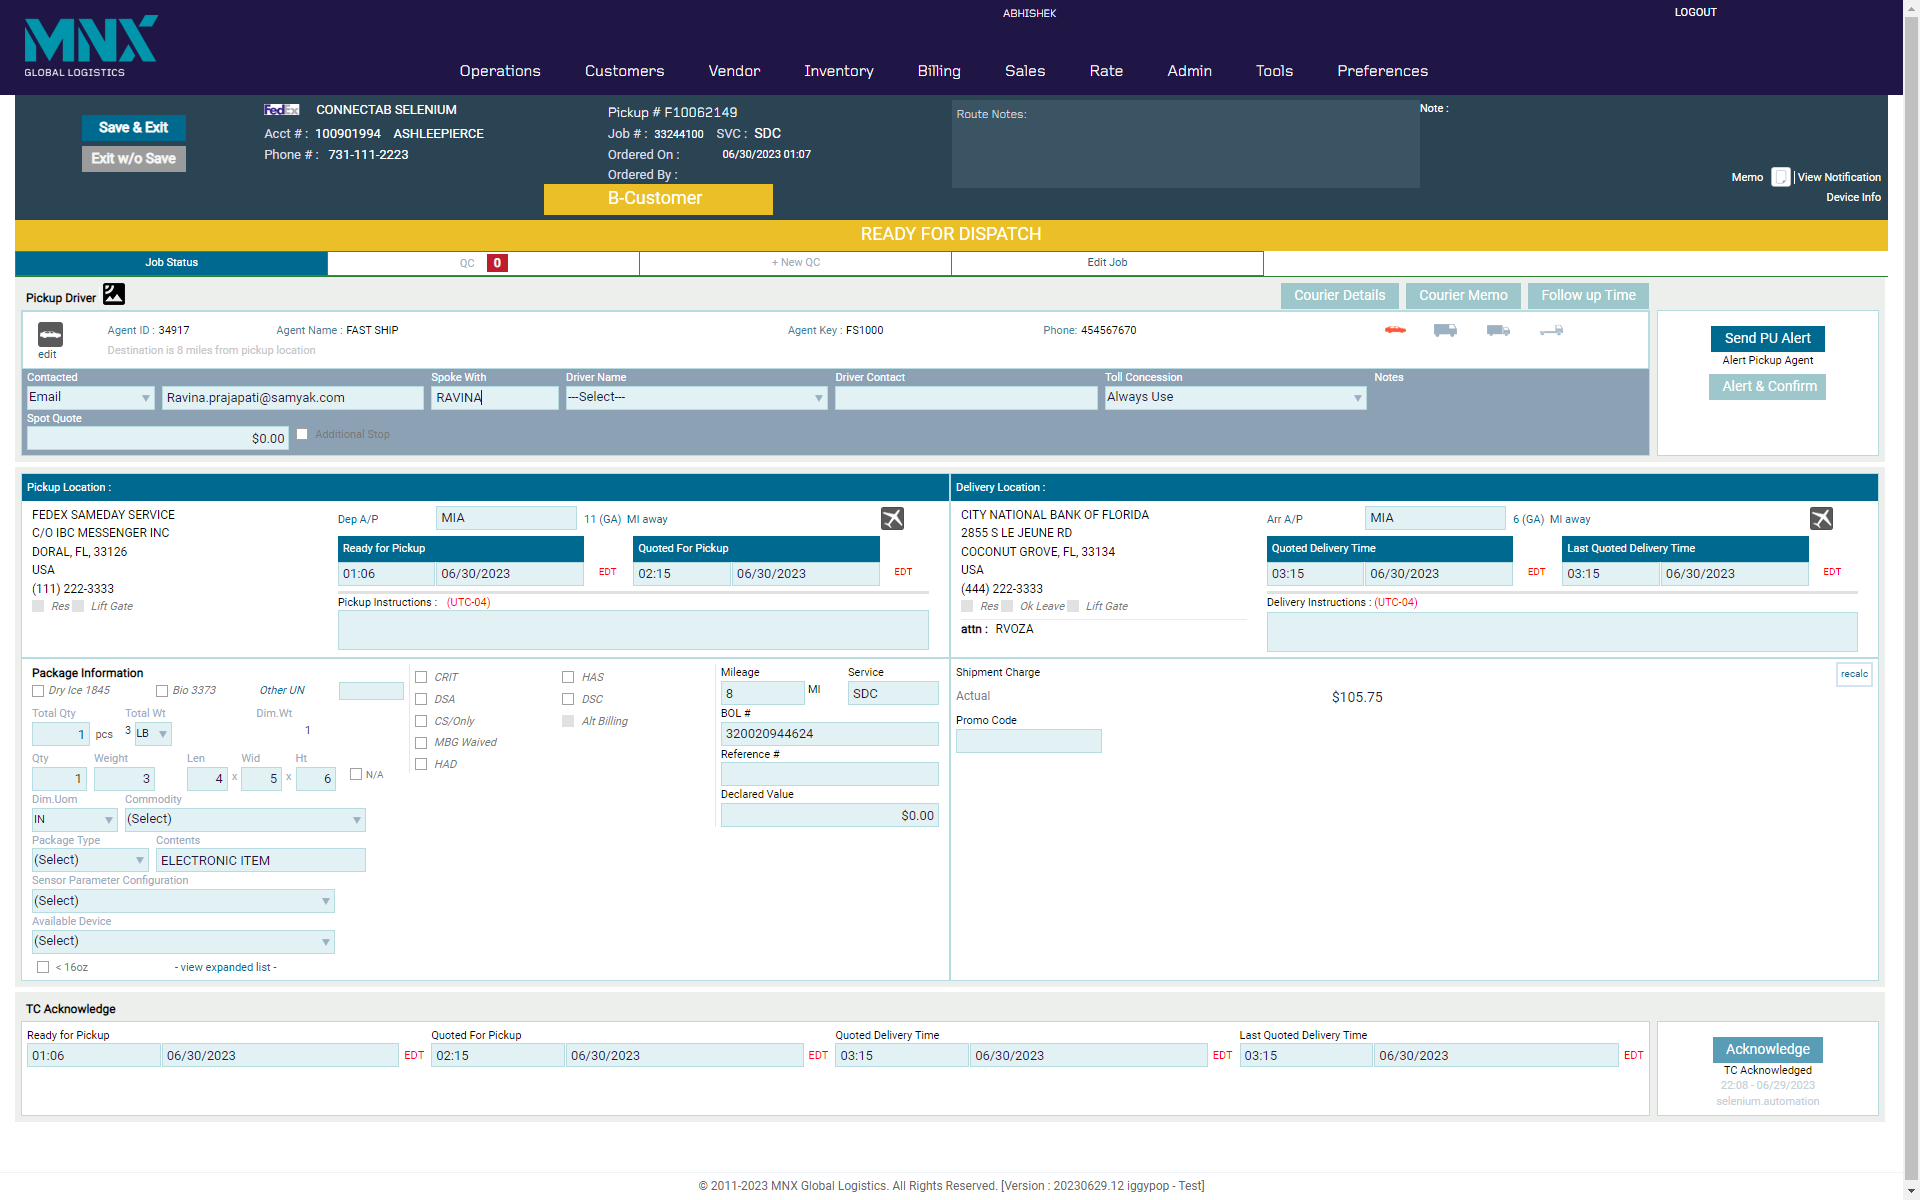 MNX
GLOBAL LOGISTICS
ABHISHEK
LOGOUT
Operations Customers Vendor Inventory Billing Sales Rate Admin Tools Preferences
Save & Exit
Exit w/o Save
FedEx CONNECTAB SELENIUM
Acct # : 100901994 ASHLEEPIERCE
Phone # : 731-111-2223
Pickup # F10062149
Job # : 33244100 SVC : SDC
Ordered On : 06/30/2023 01:07
Ordered By :
B-Customer
Route Notes:
Note :
Memo | View Notification
Device Info
READY FOR DISPATCH
Job Status QC 0 + New QC Edit Job
Pickup Driver
Courier Details Courier Memo Follow up Time
edit
Agent ID : 34917 Agent Name : FAST SHIP Agent Key : FS1000 Phone: 454567670
Destination is 8 miles from pickup location
Send PU Alert
Alert Pickup Agent
Alert & Confirm
Contacted Spoke With Driver Name Driver Contact Toll Concession Notes
Email Ravina.prajapati@samyak.com RAVINA ---Select--- Always Use
Spot Quote
$0.00 Additional Stop
Pickup Location :
FEDEX SAMEDAY SERVICE
C/O IBC MESSENGER INC
DORAL, FL, 33126
USA
(111) 222-3333
Res Lift Gate
Dep A/P MIA 11 (GA) MI away
Ready for Pickup Quoted For Pickup
01:06 06/30/2023 EDT 02:15 06/30/2023 EDT
Pickup Instructions : (UTC-04)
Delivery Location :
CITY NATIONAL BANK OF FLORIDA
2855 S LE JEUNE RD
COCONUT GROVE, FL, 33134
USA
(444) 222-3333
Res Ok Leave Lift Gate
attn : RVOZA
Arr A/P MIA 6 (GA) MI away
Quoted Delivery Time Last Quoted Delivery Time
03:15 06/30/2023 EDT 03:15 06/30/2023 EDT
Delivery Instructions : (UTC-04)
Package Information
Dry Ice 1845 Bio 3373 Other UN
Total Qty Total Wt Dim.Wt
1 pcs 3 LB 1
Qty Weight Len Wid Ht
1 3 4 x 5 x 6 N/A
Dim.Uom Commodity
IN (Select)
Package Type Contents
(Select) ELECTRONIC ITEM
Sensor Parameter Configuration
(Select)
Available Device
(Select)
< 16oz - view expanded list -
CRIT HAS
DSA DSC
CS/Only Alt Billing
MBG Waived
HAD
Mileage Service
8 MI SDC
BOL #
320020944624
Reference #
Declared Value
$0.00
Shipment Charge recalc
Actual $105.75
Promo Code
TC Acknowledge
Ready for Pickup Quoted For Pickup Quoted Delivery Time Last Quoted Delivery Time
01:06 06/30/2023 EDT 02:15 06/30/2023 EDT 03:15 06/30/2023 EDT 03:15 06/30/2023 EDT
Acknowledge
TC Acknowledged
22:08 - 06/29/2023
selenium.automation
© 2011-2023 MNX Global Logistics. All Rights Reserved. [Version : 20230629.12 iggypop - Test]